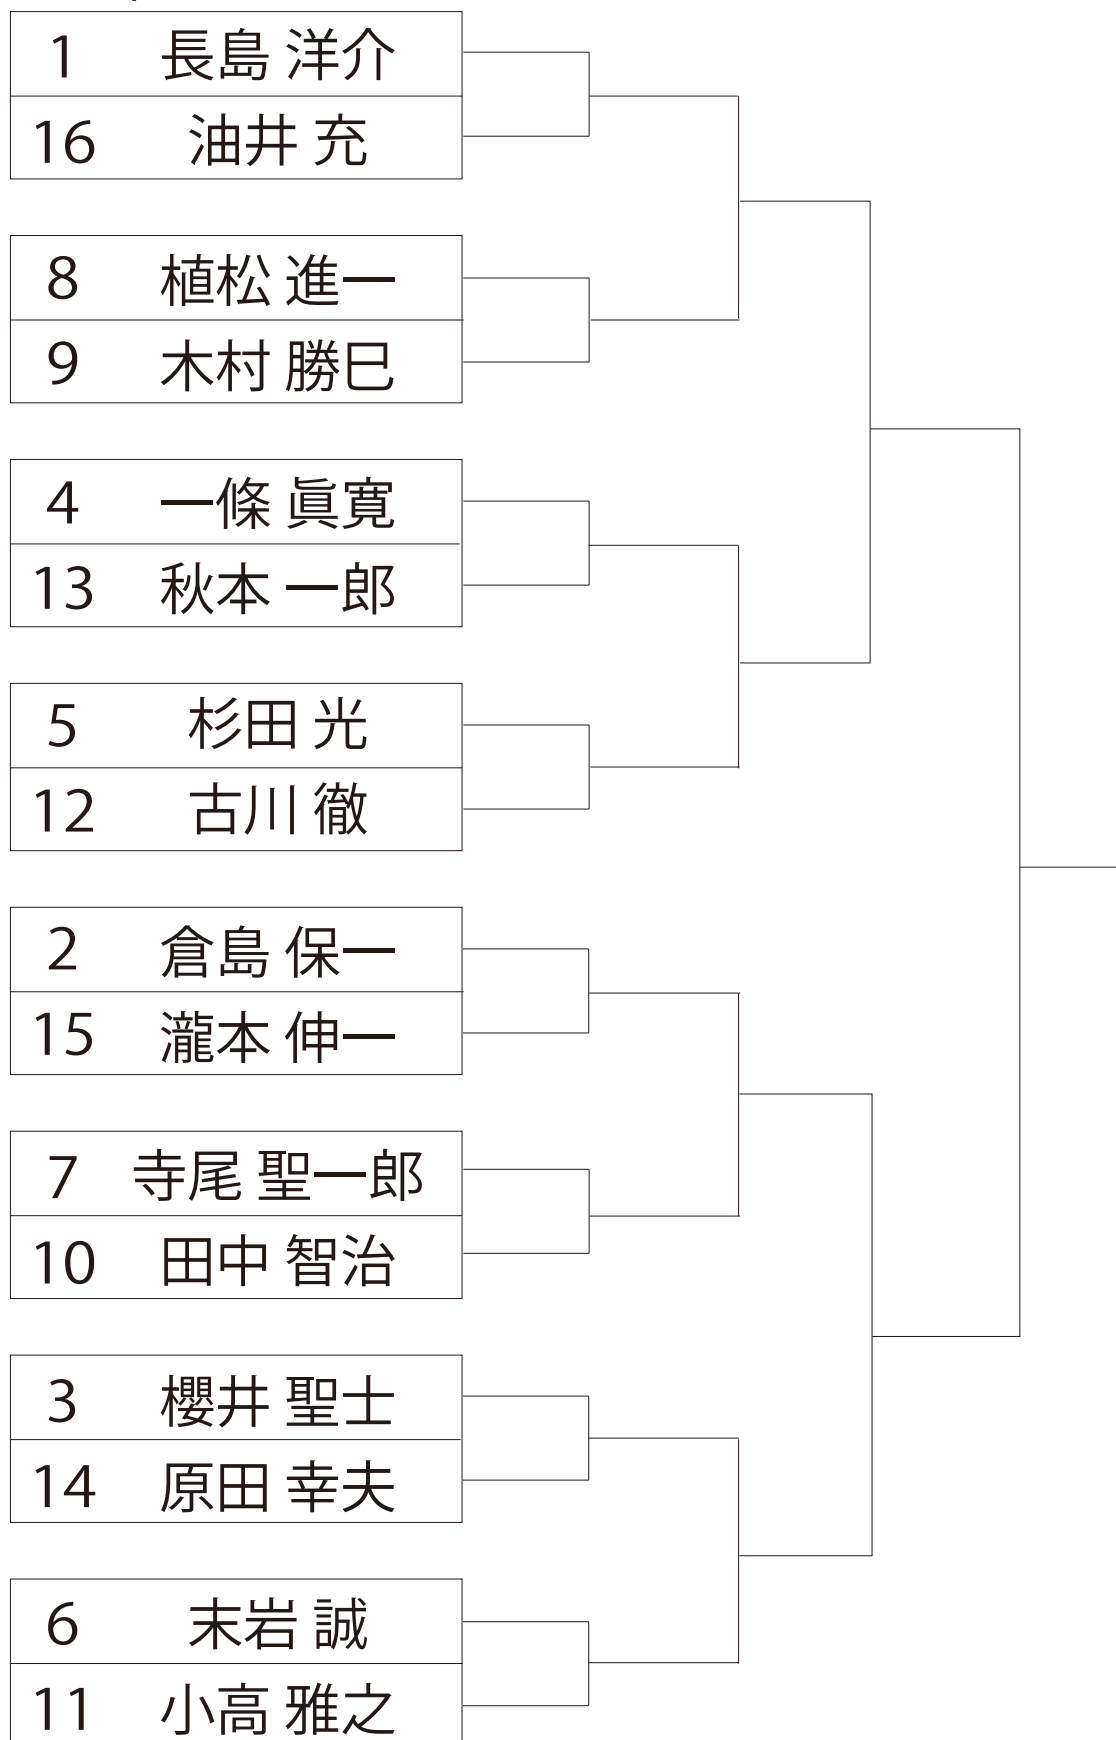 1 長島 洋介
16 油井 充
8 植松 進一
9 木村 勝巳
4 一條 眞寛
13 秋本 一郎
5 杉田 光
12 古川 徹
2 倉島 保一
15 瀧本 伸一
7 寺尾 聖一郎
10 田中 智治
3 櫻井 聖士
14 原田 幸夫
6 末岩 誠
11 小高 雅之